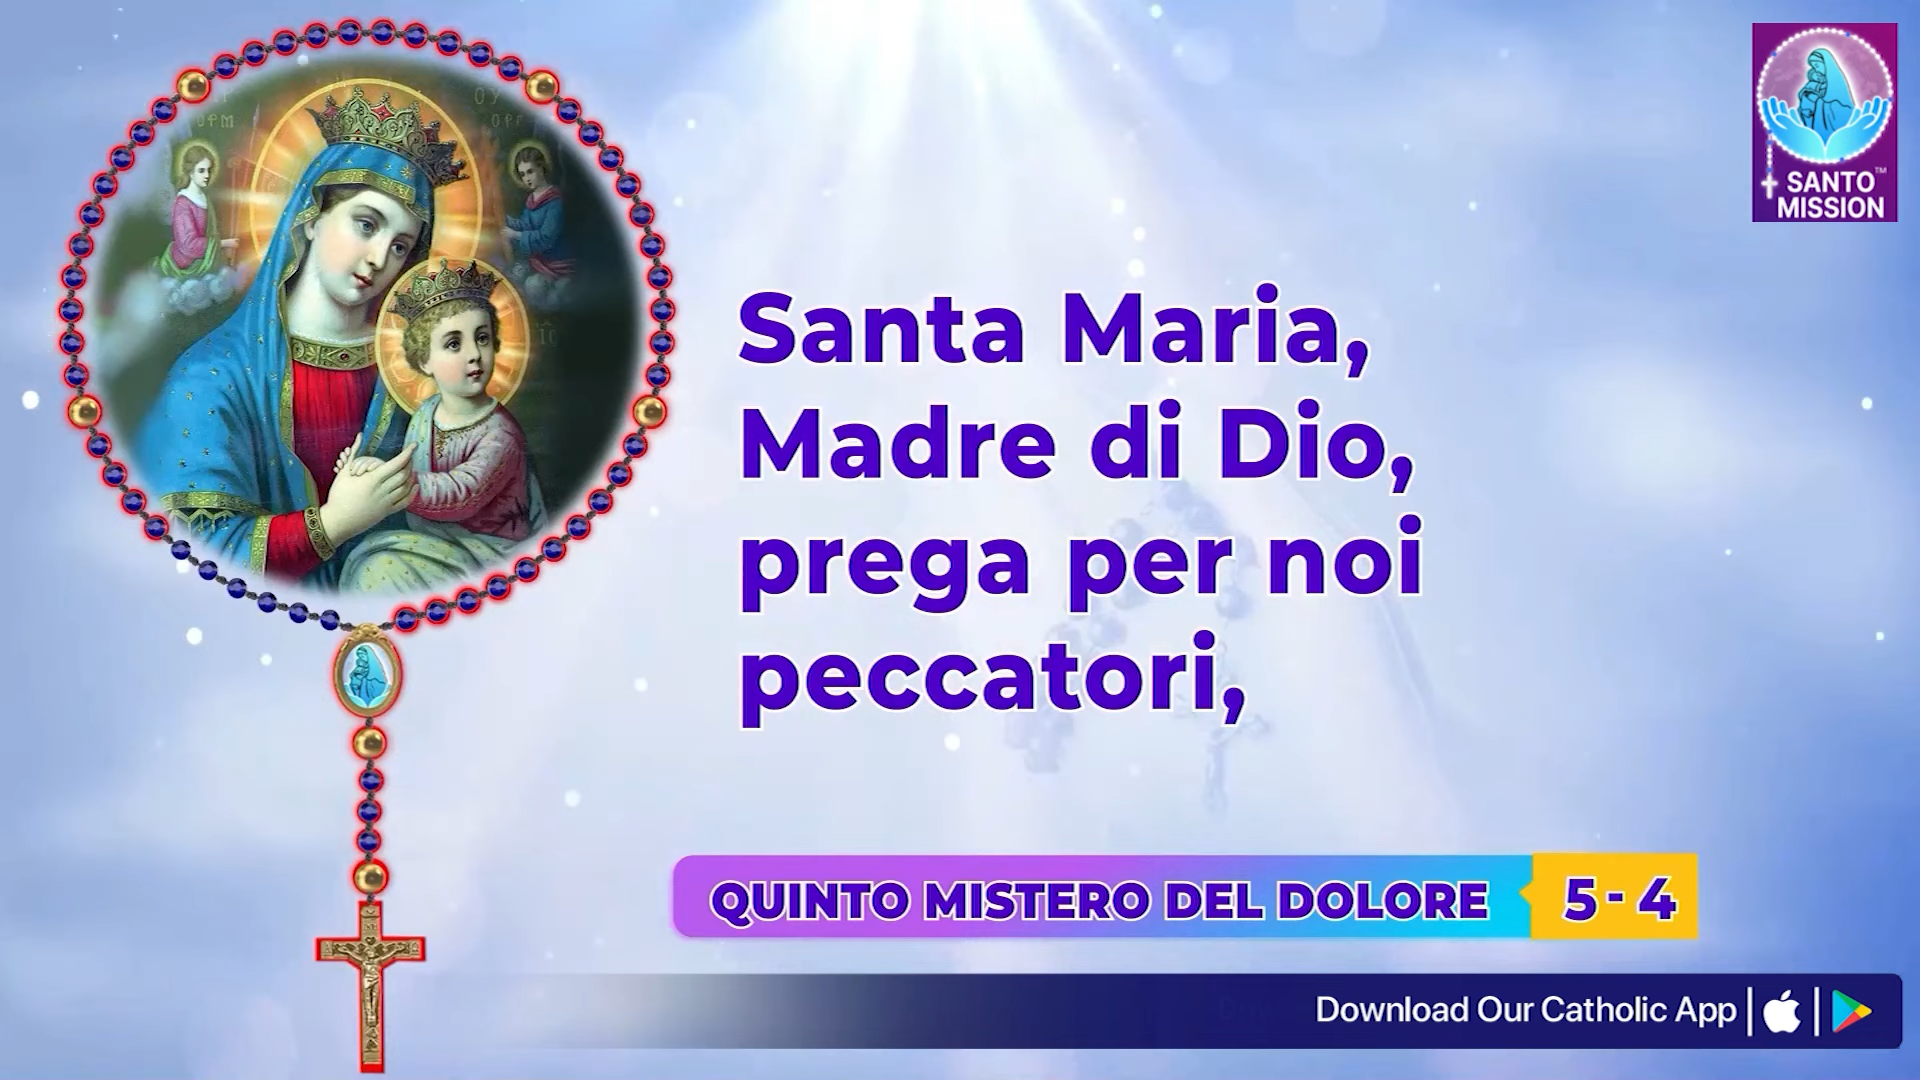 SANTO™
MISSION
Santa Maria,
Madre di Dio,
prega per noi
peccatori,
QUINTO MISTERO DEL DOLORE 5-4
Download Our Catholic App